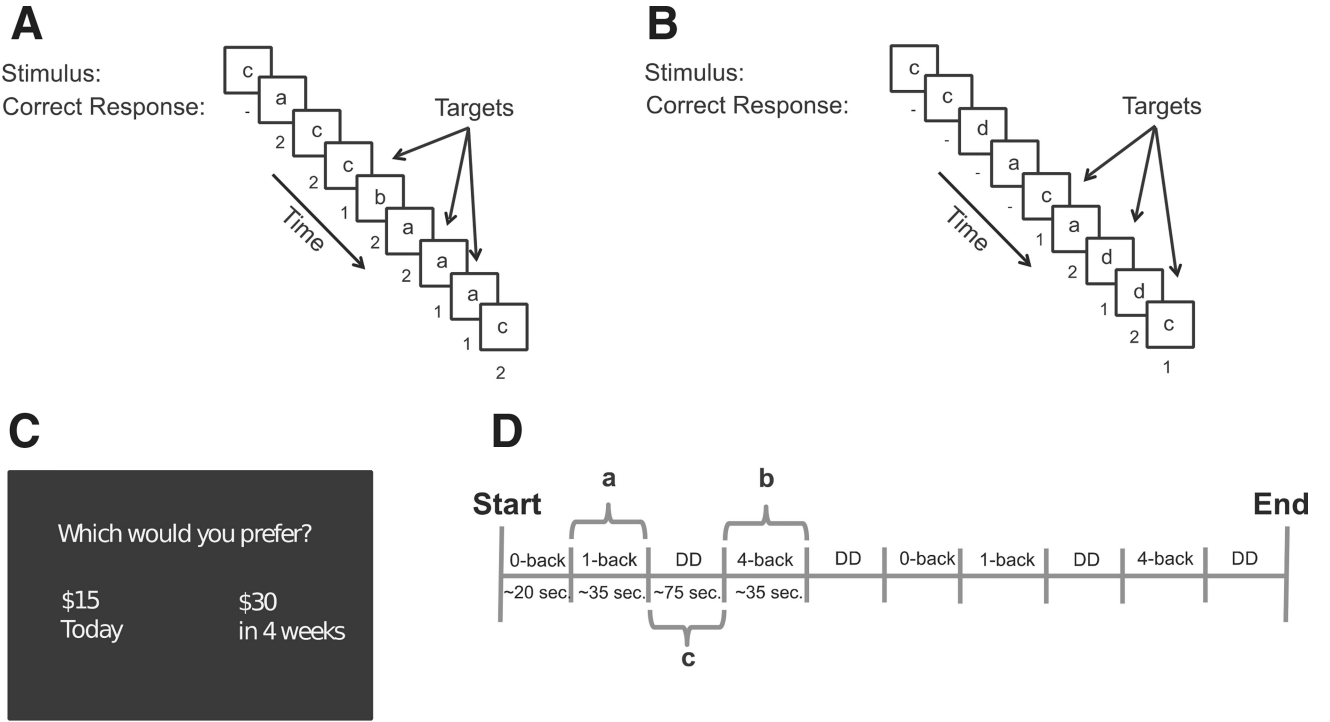 A
Stimulus:
Correct Response:
c
a
c
c
b
a
a
a
c
-
2
2
1
2
2
1
1
2
Targets
Time
B
Stimulus:
Correct Response:
c
c
d
a
c
a
d
d
c
-
-
-
-
1
2
1
2
1
Targets
Time
C
Which would you prefer?
$15 $30
Today in 4 weeks
D
a b
Start End
0-back 1-back DD 4-back DD 0-back 1-back DD 4-back DD
~20 sec. ~35 sec. ~75 sec. ~35 sec.
c